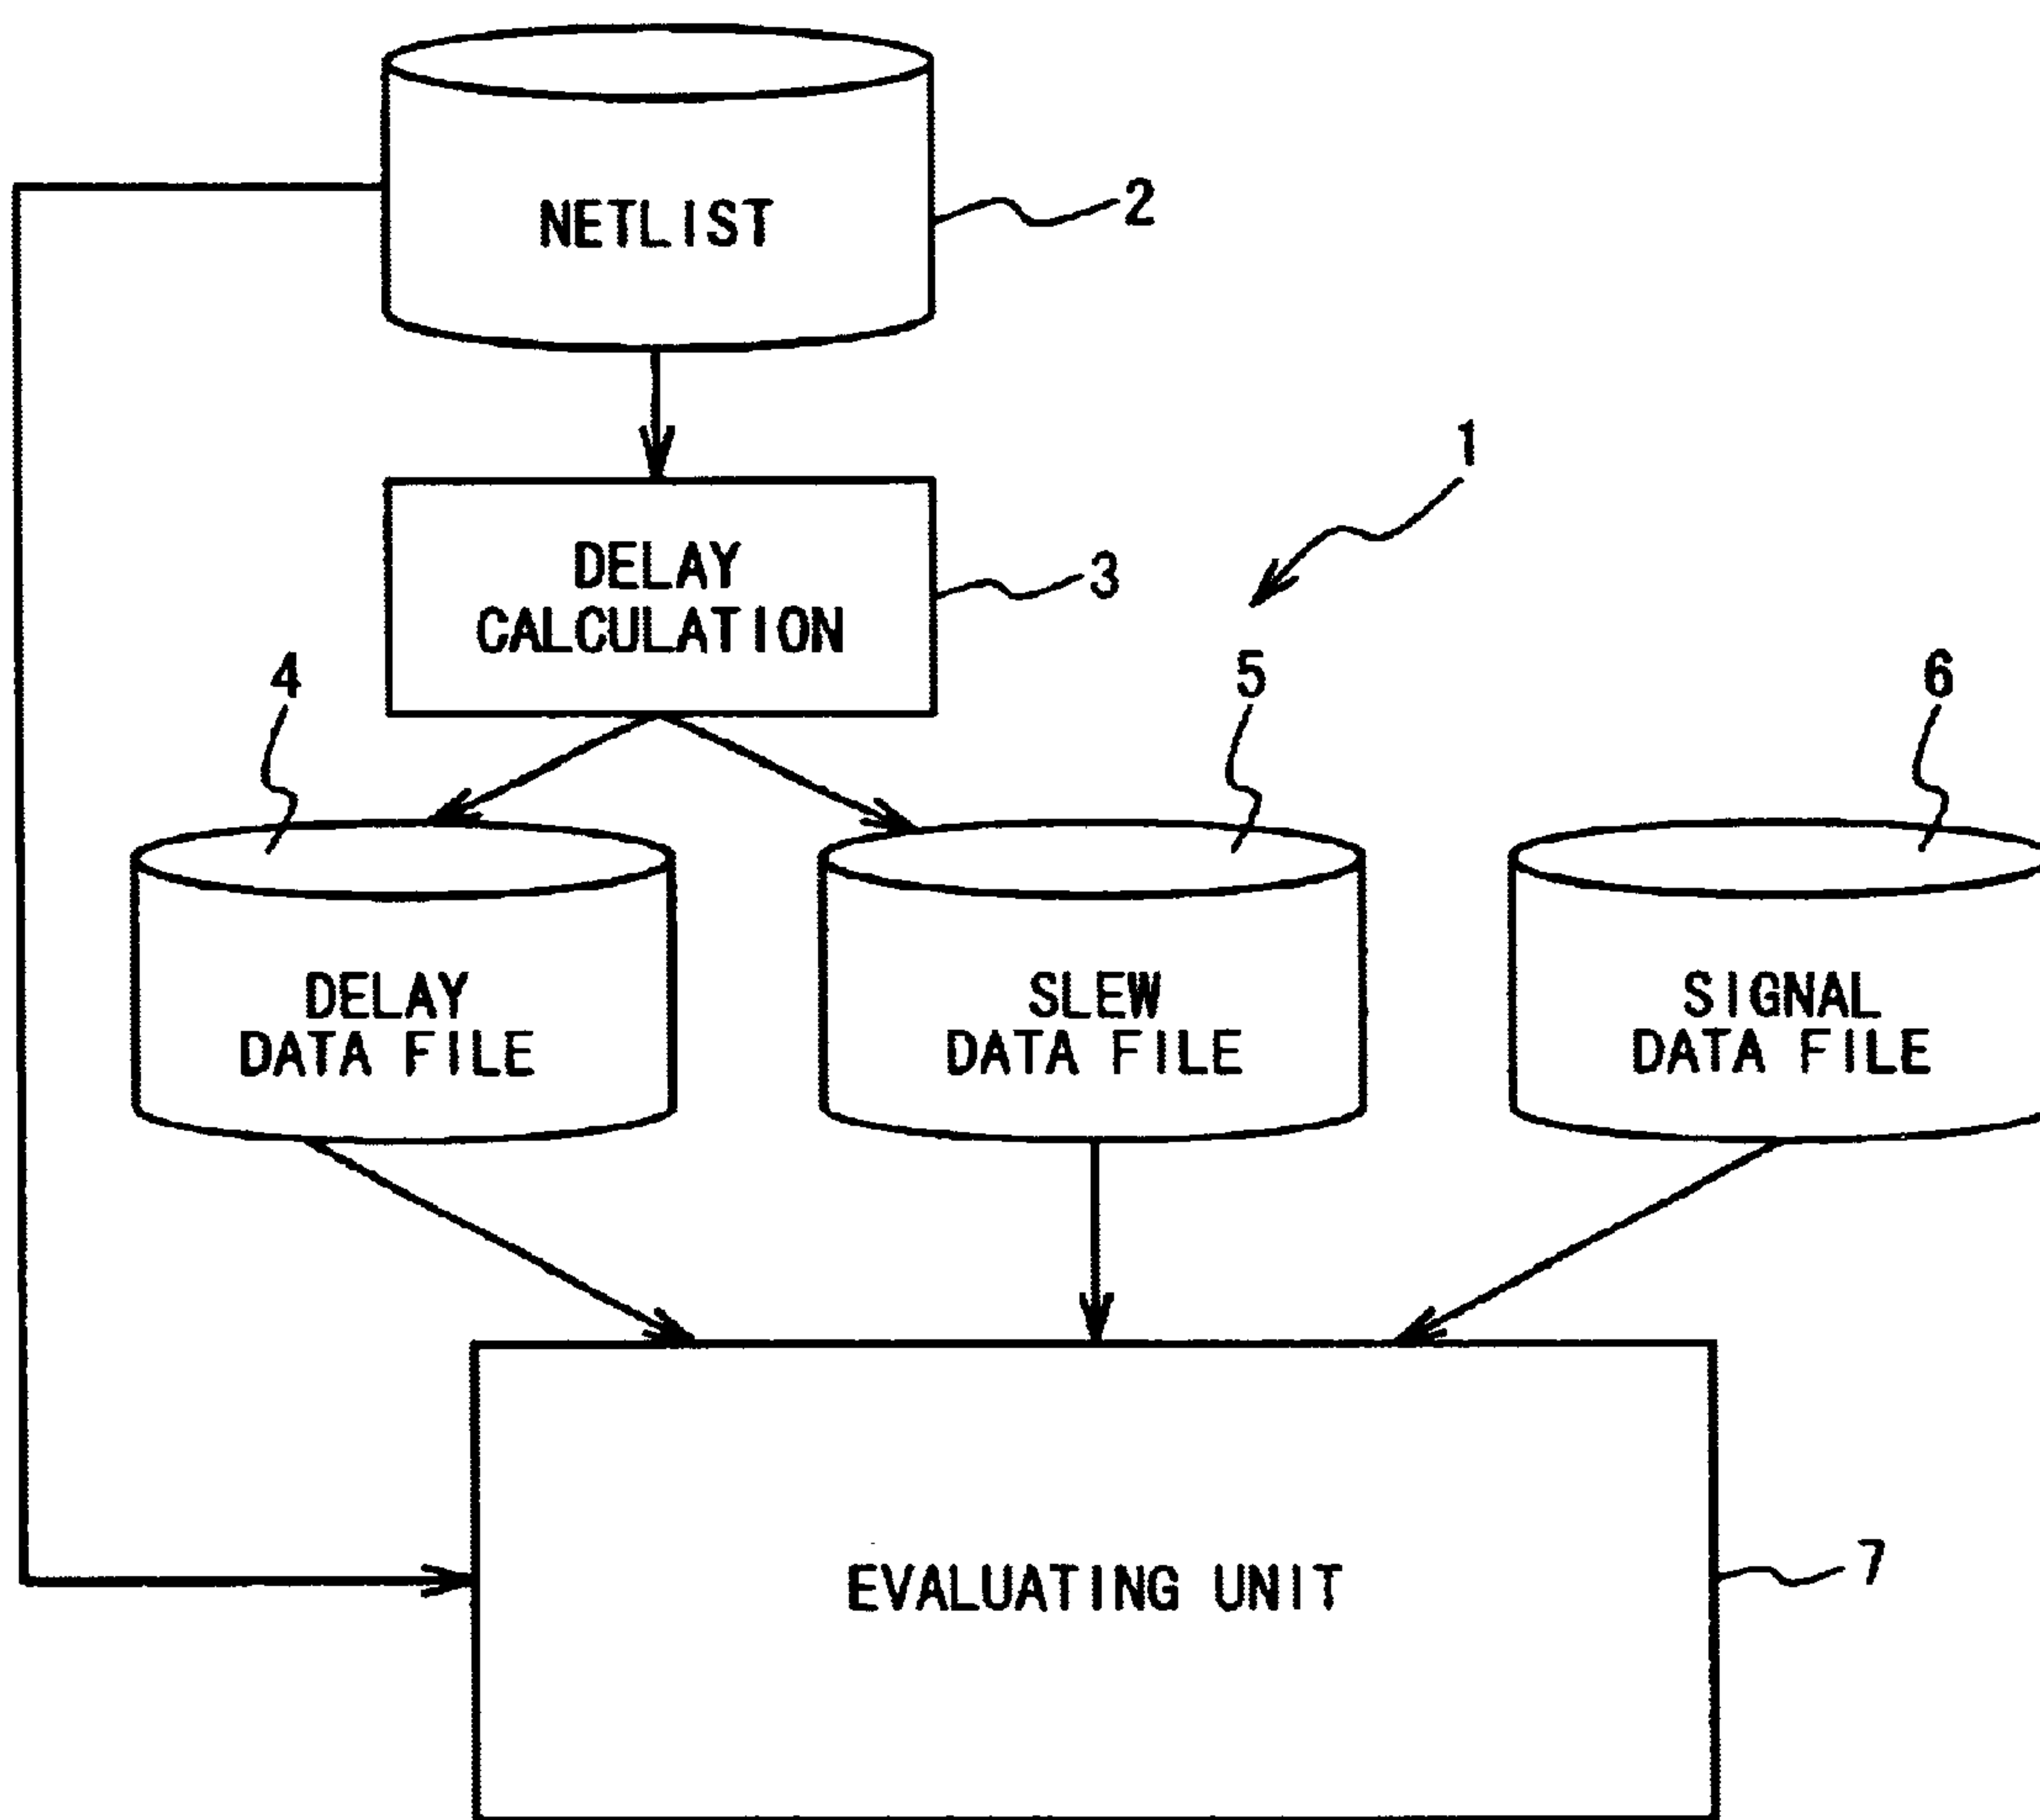 NETLIST
2
1
DELAY
CALCULATION
3
4
5
6
DELAY
DATA FILE
SLEW
DATA FILE
SIGNAL
DATA FILE
EVALUATING UNIT
7